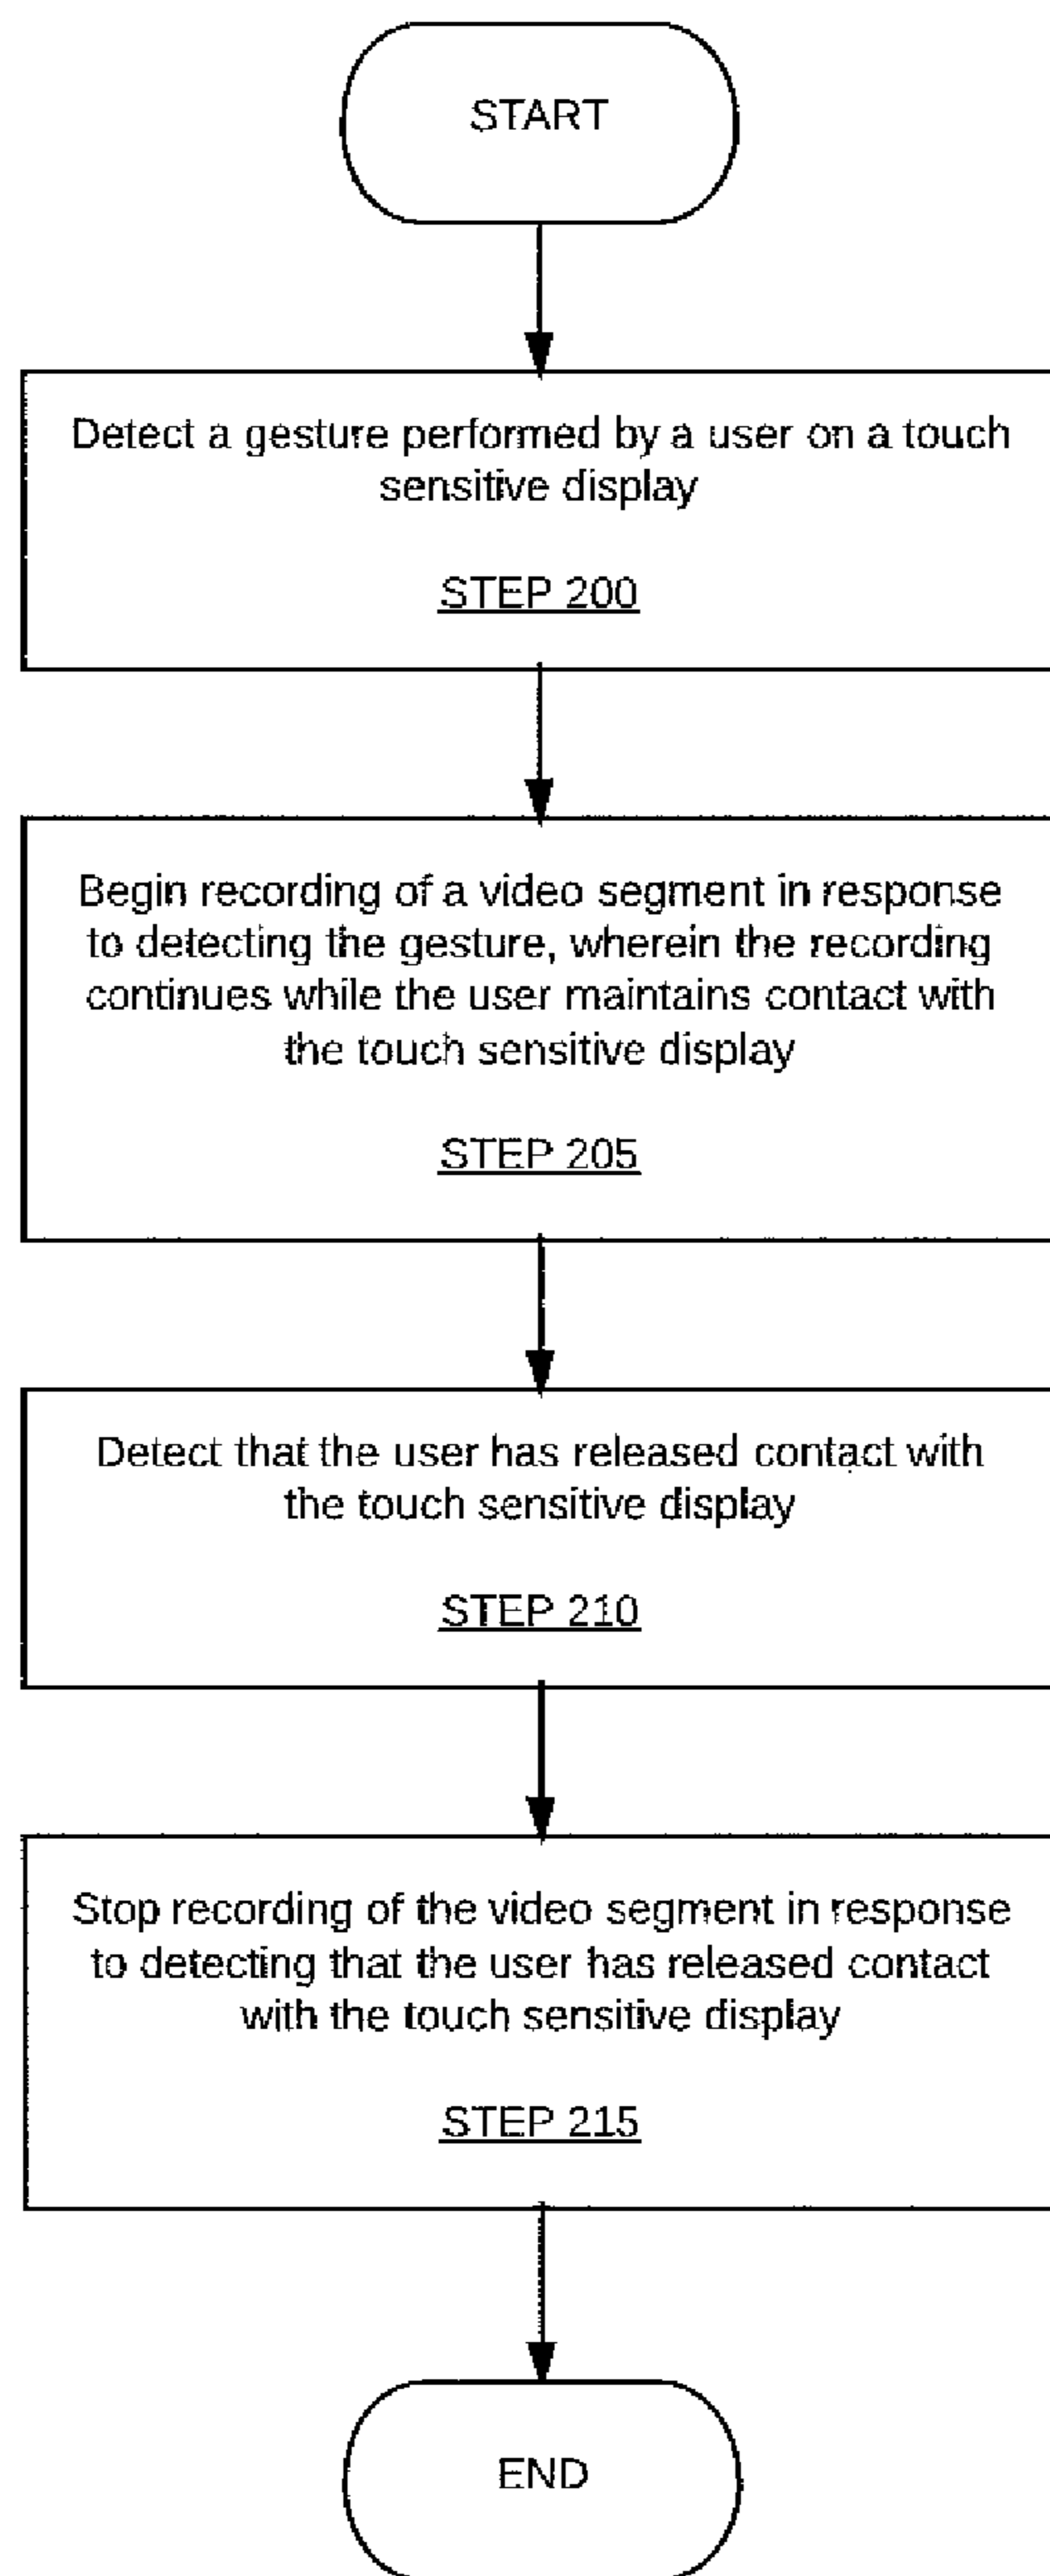 START
Detect a gesture performed by a user on a touch
sensitive display
STEP 200
Begin recording of a video segment in response
to detecting the gesture, wherein the recording
continues while the user maintains contact with
the touch sensitive display
STEP 205
Detect that the user has released contact with
the touch sensitive display
STEP 210
Stop recording of the video segment in response
to detecting that the user has released contact
with the touch sensitive display
STEP 215
END